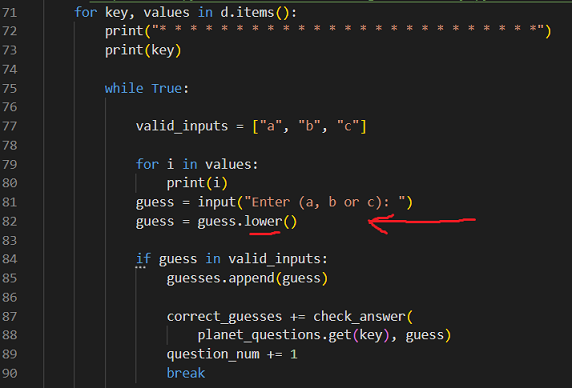 71 for key, values in d.items():
72 print("* * * * * * * * * * * * * * * * * * * * * * * * * * * * * *")
73 print(key)
74
75 while True:
76
77 valid_inputs = ["a", "b", "c"]
78
79 for i in values:
80 print(i)
81 guess = input("Enter (a, b or c): ")
82 guess = guess.lower()
83
84 if guess in valid_inputs:
85 guesses.append(guess)
86
87 correct_guesses += check_answer(
88 planet_questions.get(key), guess)
89 question_num += 1
90 break